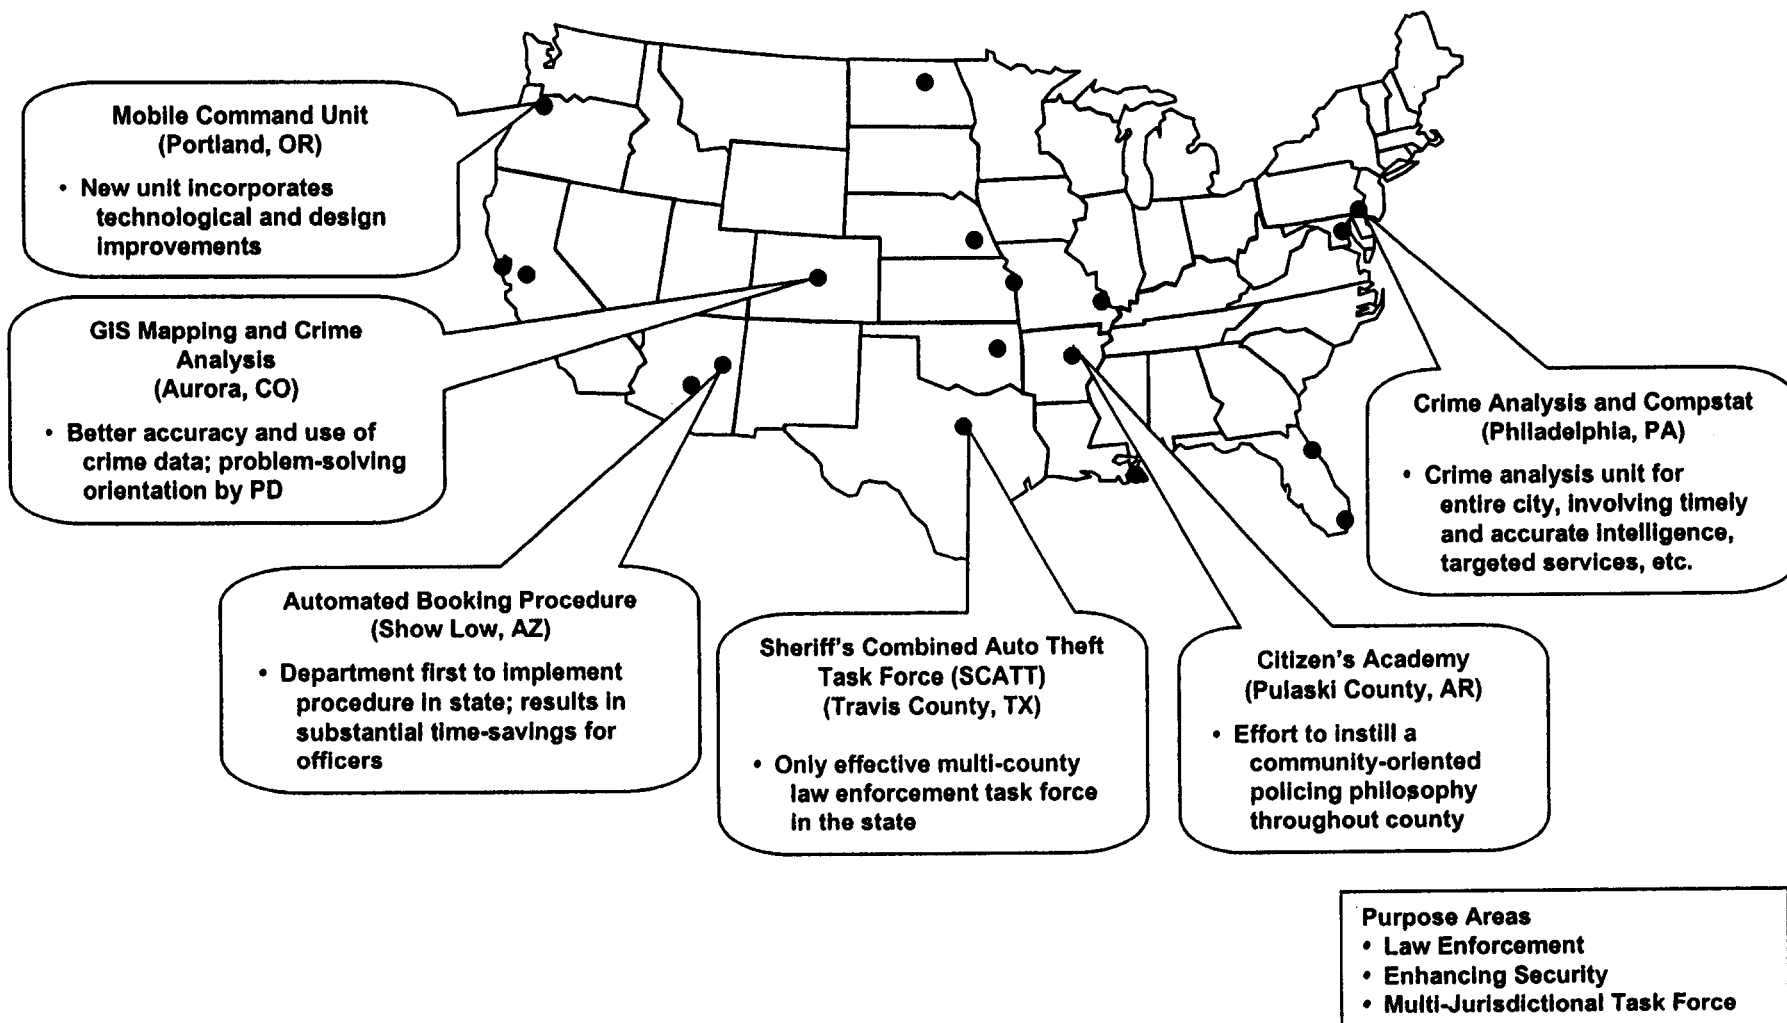 Mobile Command Unit
(Portland, OR)
• New unit incorporates
technological and design
improvements
GIS Mapping and Crime
Analysis
(Aurora, CO)
• Better accuracy and use of
crime data; problem-solving
orientation by PD
Automated Booking Procedure
(Show Low, AZ)
• Department first to implement
procedure in state; results in
substantial time-savings for
officers
Sheriff's Combined Auto Theft
Task Force (SCATT)
(Travis County, TX)
• Only effective multi-county
law enforcement task force
in the state
Citizen's Academy
(Pulaski County, AR)
• Effort to instill a
community-oriented
policing philosophy
throughout county
Crime Analysis and Compstat
(Philadelphia, PA)
• Crime analysis unit for
entire city, involving timely
and accurate intelligence,
targeted services, etc.
Purpose Areas
• Law Enforcement
• Enhancing Security
• Multi-Jurisdictional Task Force